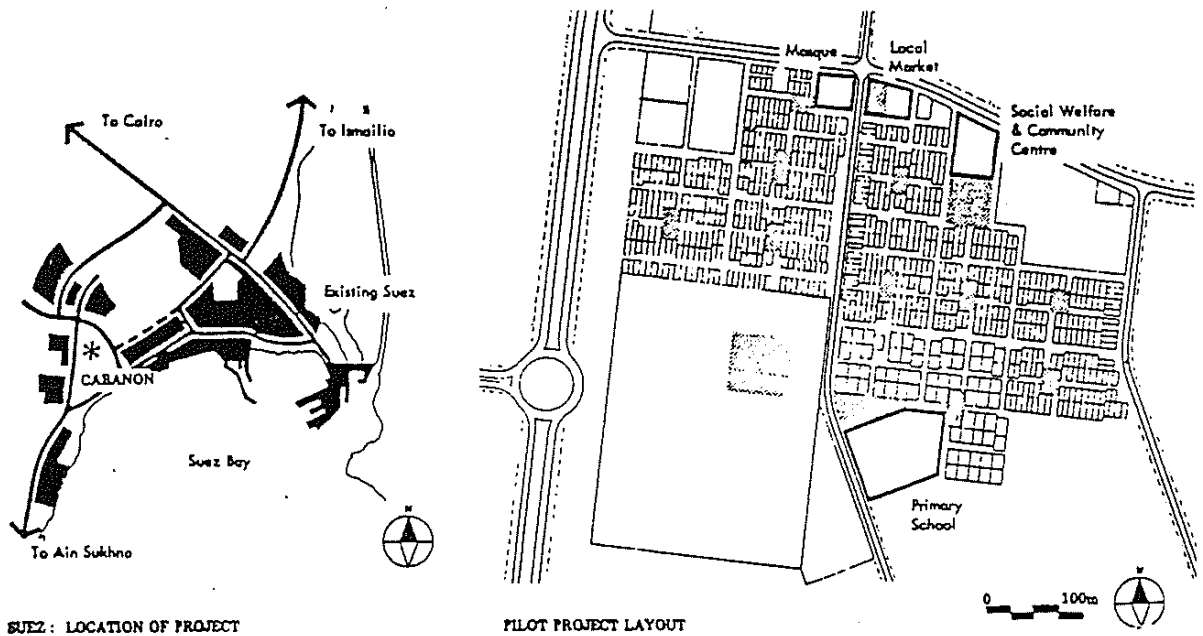 To Cairo
To Ismailia
Existing Suez
CABANON
Suez Bay
To Ain Sukhna
N
SUEZ : LOCATION OF PROJECT
Mosque
Local
Market
Social Welfare
& Community
Centre
Primary
School
0 100m
N
PILOT PROJECT LAYOUT